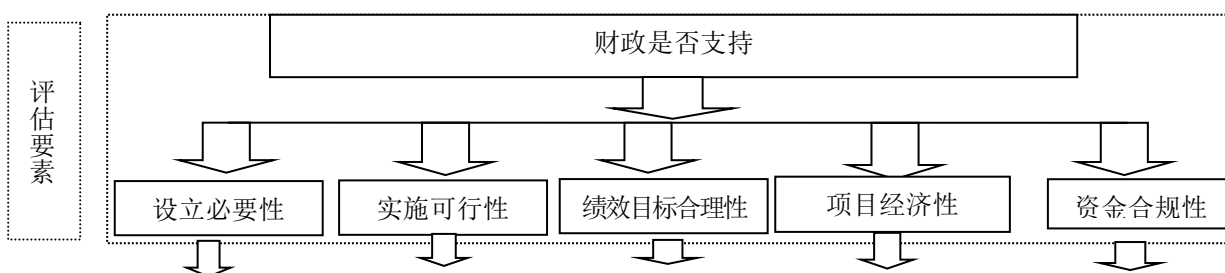 财政是否支持
评估要素
设立必要性
实施可行性
绩效目标合理性
项目经济性
资金合规性